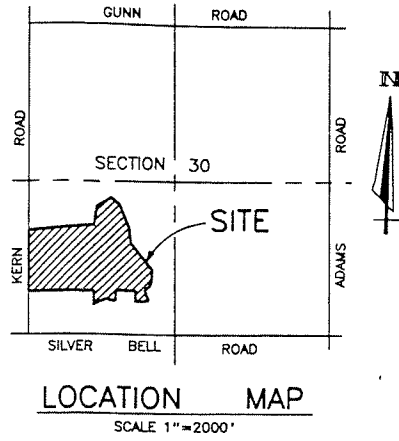 GUNN ROAD
N
ROAD
ROAD
SECTION 30
SITE
KERN
ADAMS
SILVER BELL ROAD
LOCATION MAP
SCALE 1"=2000'